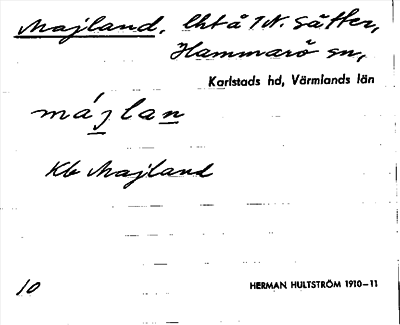 Majland, lht å 1 N. Sätter,
Hammarö sn,
Karlstads hd, Värmlands län
májlan
Kb Majland
10
HERMAN HULTSTRÖM 1910–11